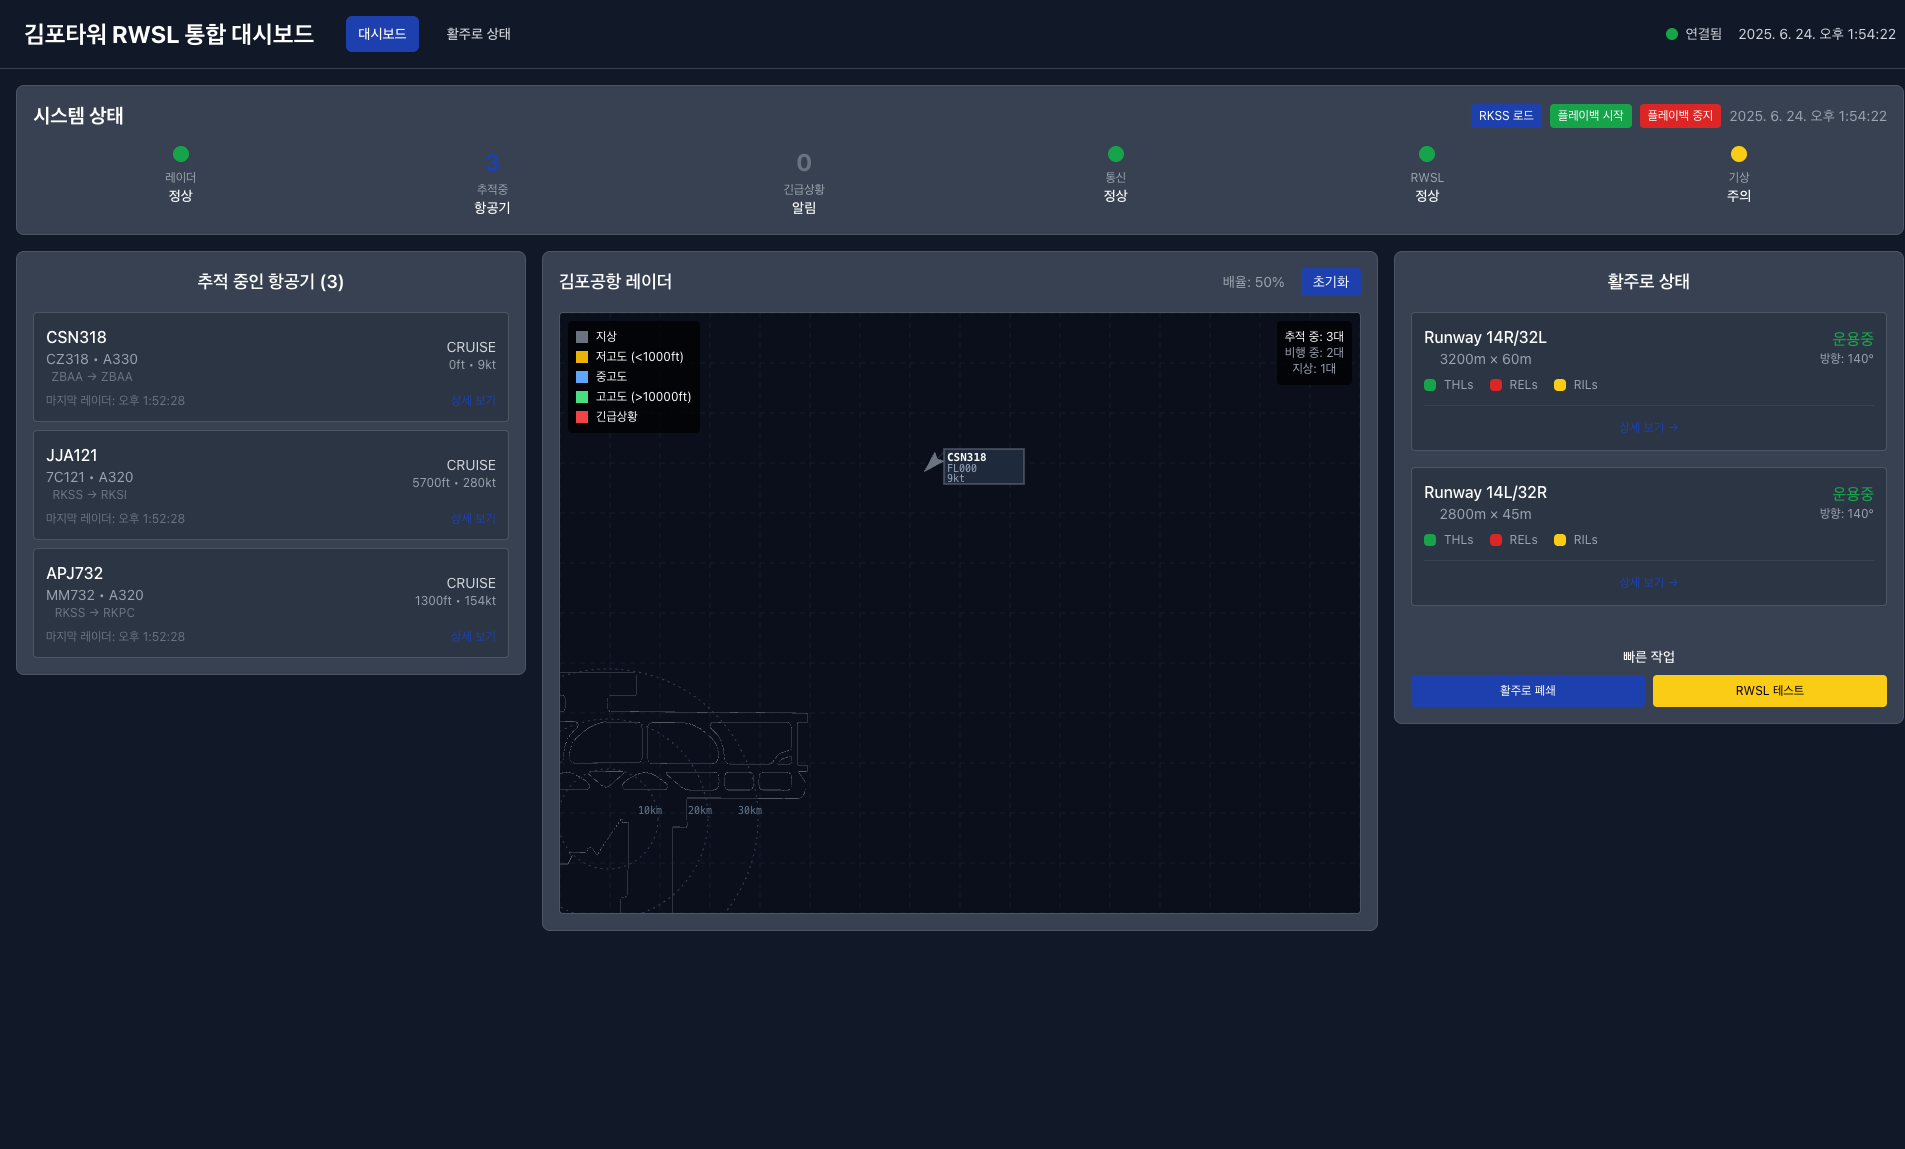 김포타워 RWSL 통합 대시보드
대시보드
활주로 상태
연결됨
2025. 6. 24. 오후 1:54:22
시스템 상태
RKSS 로드
플레이백 시작
플레이백 중지
2025. 6. 24. 오후 1:54:22
레이더
정상
3
추적중
항공기
0
긴급상황
알림
통신
정상
RWSL
정상
기상
주의
추적 중인 항공기 (3)
CSN318
CZ318 • A330
ZBAA → ZBAA
CRUISE
0ft • 9kt
마지막 레이더: 오후 1:52:28
상세 보기
JJA121
7C121 • A320
RKSS → RKSI
CRUISE
5700ft • 280kt
마지막 레이더: 오후 1:52:28
상세 보기
APJ732
MM732 • A320
RKSS → RKPC
CRUISE
1300ft • 154kt
마지막 레이더: 오후 1:52:28
상세 보기
김포공항 레이더
배율: 50%
초기화
지상
저고도 (<1000ft)
중고도
고고도 (>10000ft)
긴급상황
추적 중: 3대
비행 중: 2대
지상: 1대
CSN318
FL000
9kt
10km
20km
30km
활주로 상태
Runway 14R/32L
3200m × 60m
운용중
방향: 140°
THLs
RELs
RILs
상세 보기 →
Runway 14L/32R
2800m × 45m
운용중
방향: 140°
THLs
RELs
RILs
상세 보기 →
빠른 작업
활주로 폐쇄
RWSL 테스트